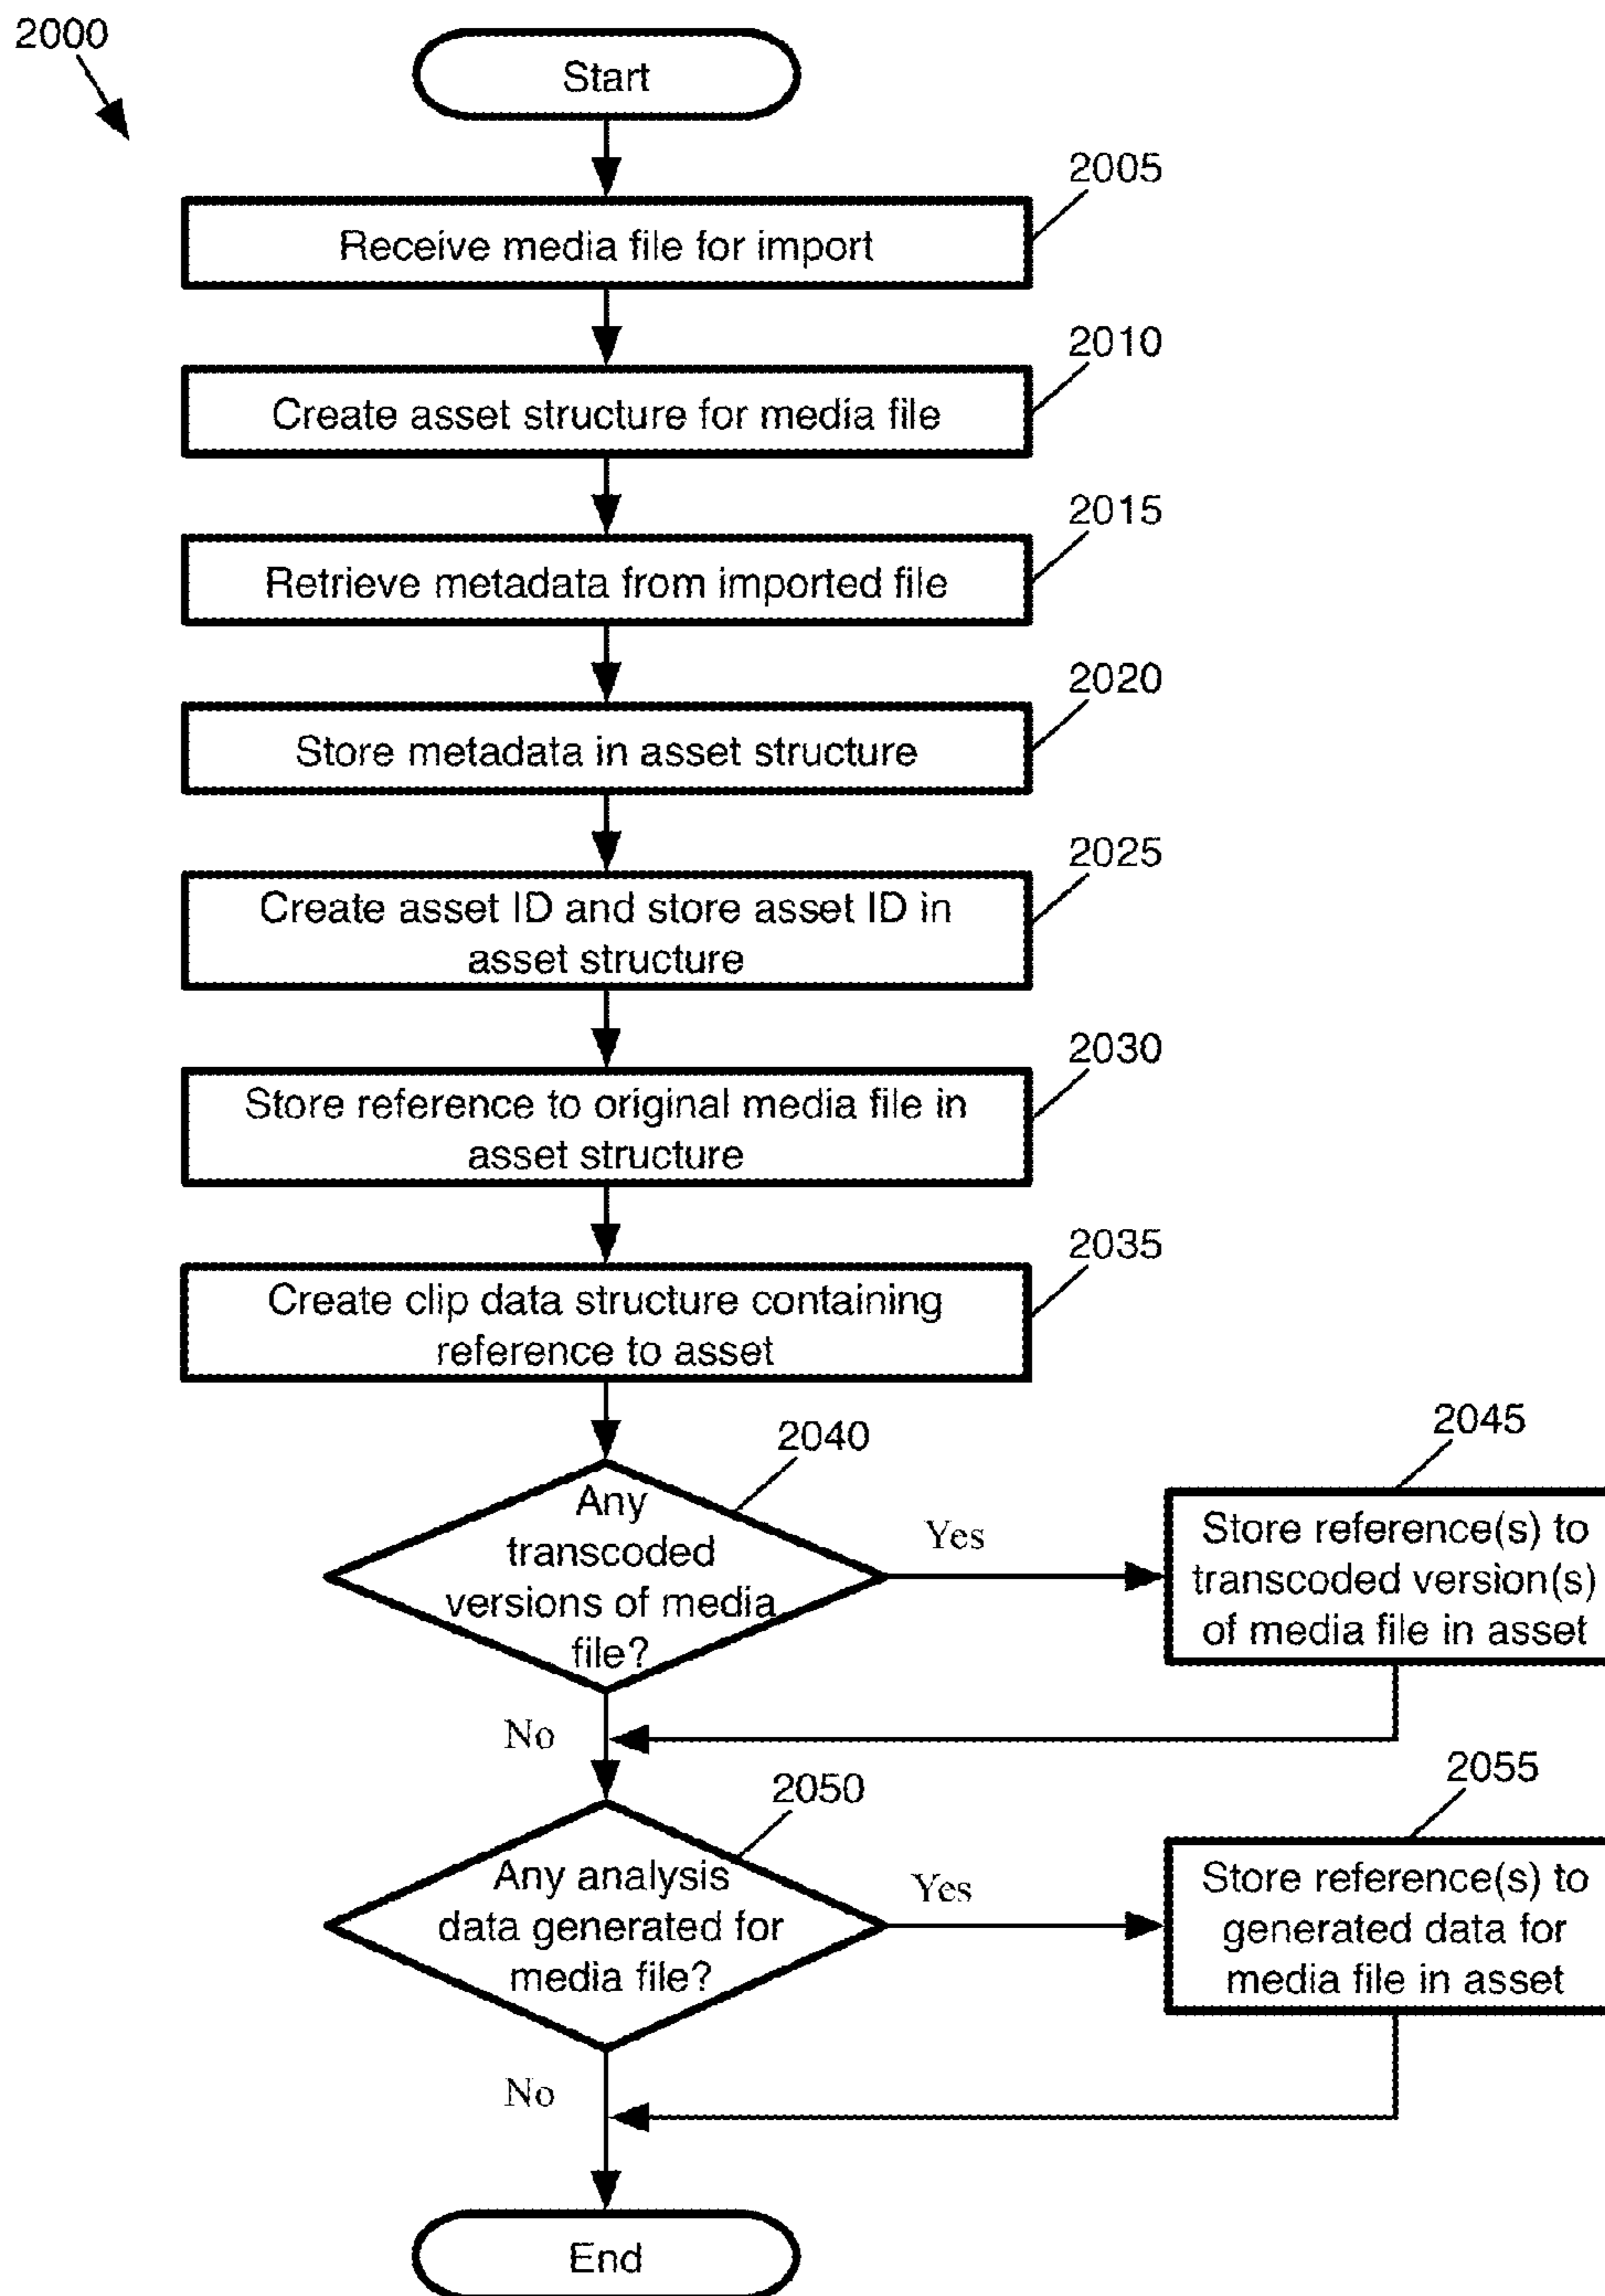 2000
Start
2005
Receive media file for import
2010
Create asset structure for media file
2015
Retrieve metadata from imported file
2020
Store metadata in asset structure
2025
Create asset ID and store asset ID in
asset structure
2030
Store reference to original media file in
asset structure
2035
Create clip data structure containing
reference to asset
2040
Any
transcoded
versions of media
file?
Yes
2045
Store reference(s) to
transcoded version(s)
of media file in asset
No
2050
Any analysis
data generated for
media file?
Yes
2055
Store reference(s) to
generated data for
media file in asset
No
End